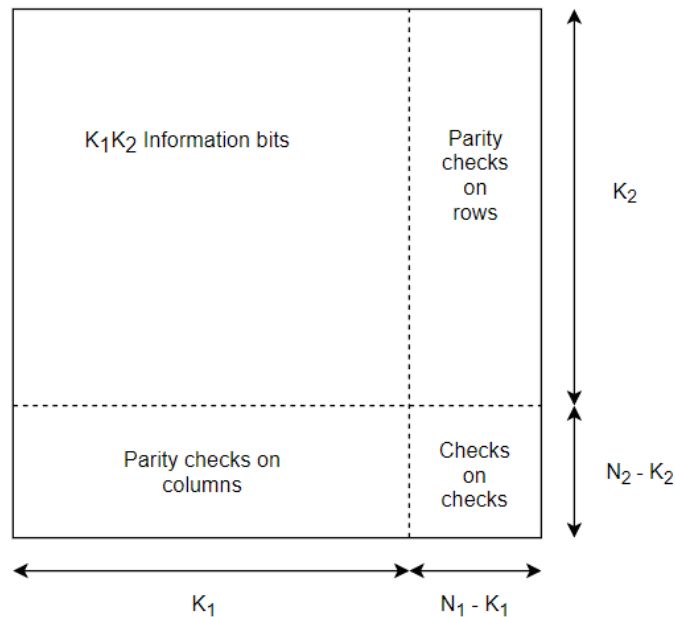 K₁K₂ Information bits
Parity
checks
on
rows
K₂
Parity checks on
columns
Checks
on
checks
N₂ - K₂
K₁
N₁ - K₁